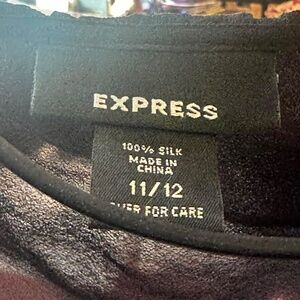 EXPRESS
100% SILK
MADE IN
CHINA
11/12
FOR CARE